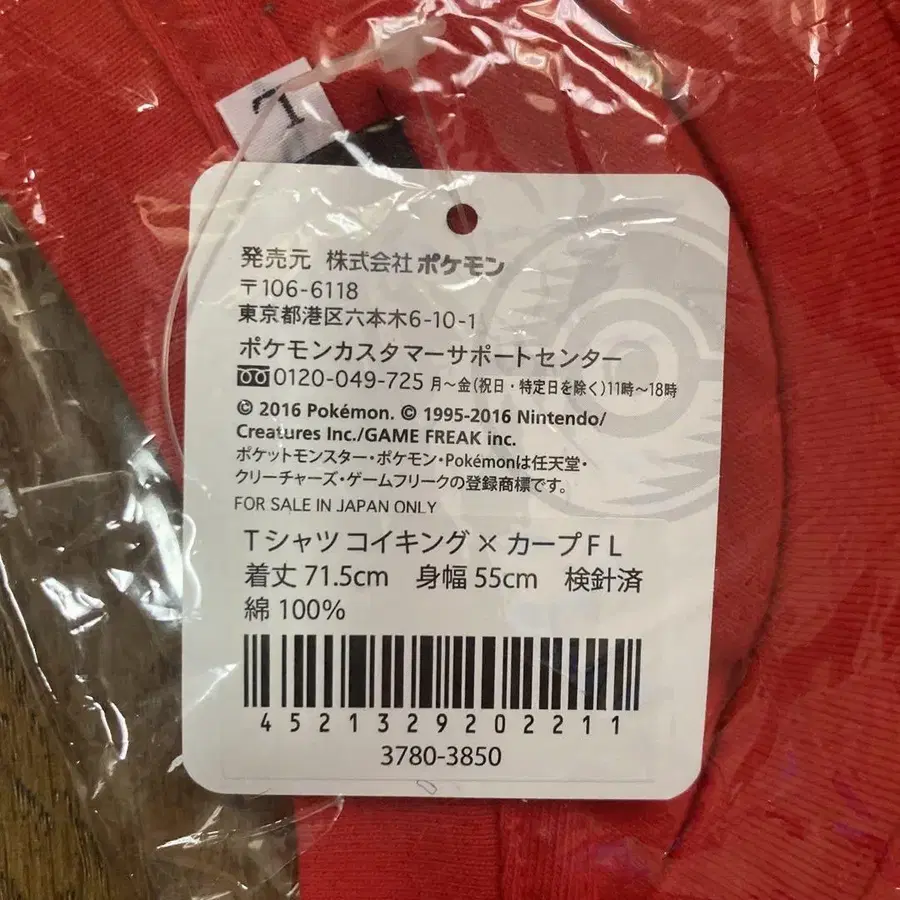 L
発売元 株式会社ポケモン
〒106-6118
東京都港区六本木6-10-1
ポケモンカスタマーサポートセンター
0120-049-725 月〜金(祝日・特定日を除く)11時〜18時
© 2016 Pokémon. © 1995-2016 Nintendo/
Creatures Inc./GAME FREAK inc.
ポケットモンスター・ポケモン・Pokémonは任天堂・
クリーチャーズ・ゲームフリークの登録商標です。
FOR SALE IN JAPAN ONLY
Tシャツ コイキング×カープF L
着丈 71.5cm 身幅 55cm 検針済
綿 100%
4521329202211
3780-3850